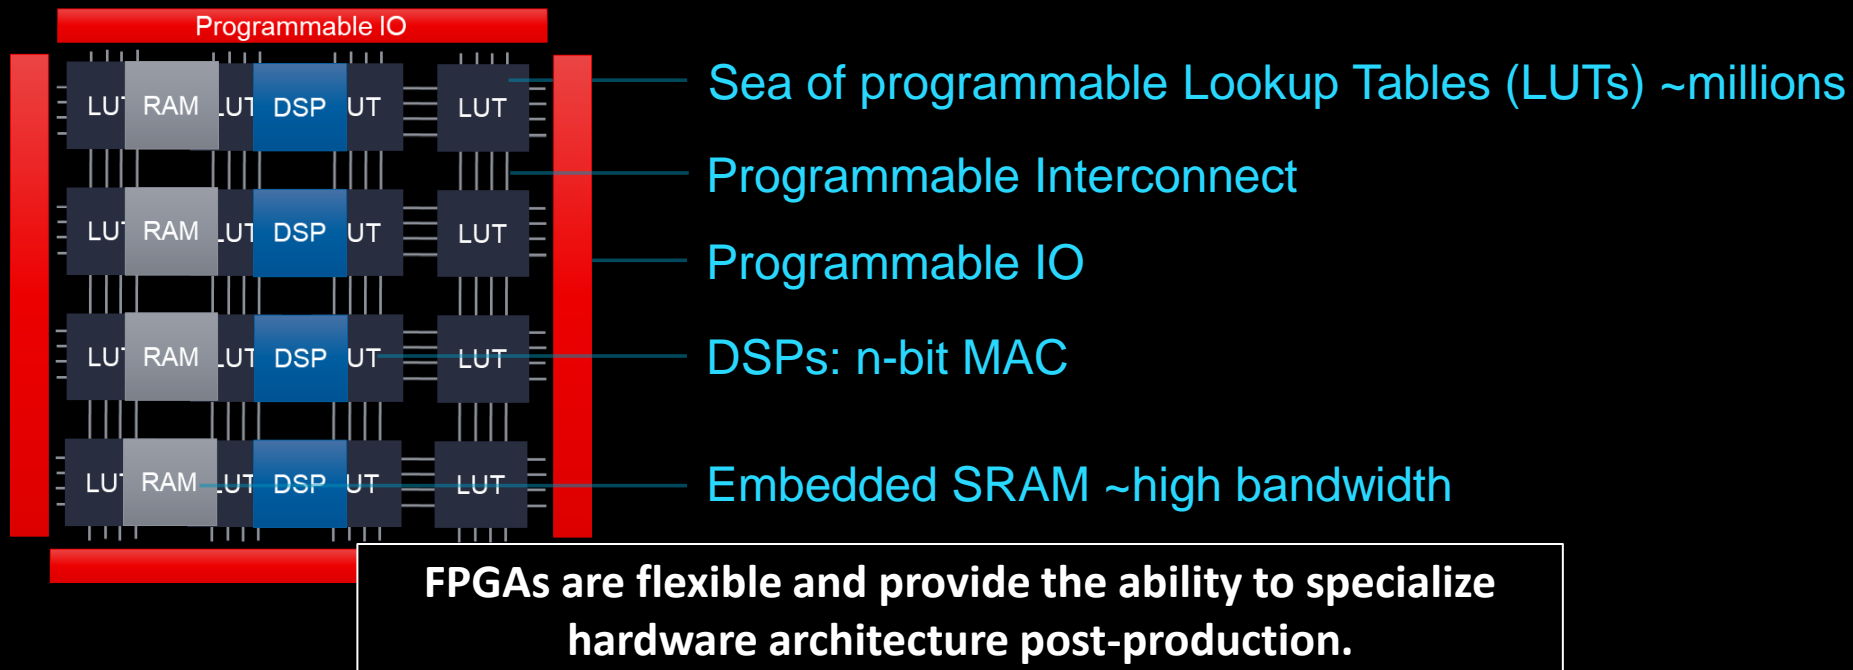 Programmable IO
LUT RAM LUT DSP UT LUT
LUT RAM LUT DSP UT LUT
LUT RAM LUT DSP UT LUT
LUT RAM LUT DSP UT LUT
Sea of programmable Lookup Tables (LUTs) ~millions
Programmable Interconnect
Programmable IO
DSPs: n-bit MAC
Embedded SRAM ~high bandwidth
FPGAs are flexible and provide the ability to specialize
hardware architecture post-production.